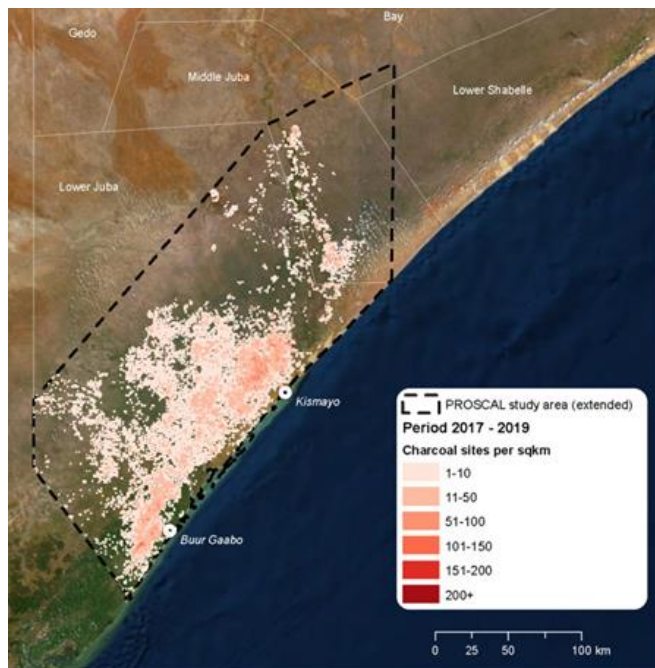 Bay
Gedo
Middle Juba
Lower Shabelle
Lower Juba
Kismayo
Buur Gaabo
PROSCAL study area (extended)
Period 2017 - 2019
Charcoal sites per sqkm
1-10
11-50
51-100
101-150
151-200
200+
0 25 50 100 km